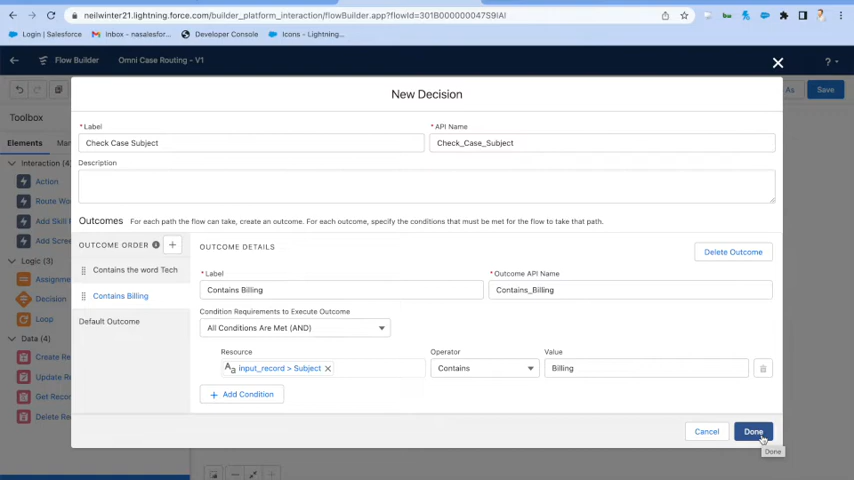 neilwinter21.lightning.force.com/builder_platform_interaction/flowBuilder.app?flowId=301B000000047S9IAI
Login | Salesforce
Inbox - nasalesfor...
Developer Console
Icons - Lightning...
Flow Builder
Omni Case Routing - V1
?
As
Save
Toolbox
Elements
Interaction (4
Action
Route Wo
Add Skill
Add Scre
Logic (3)
Assignme
Decision
Loop
Data (4)
Create Re
Update Re
Get Recor
Delete Re
New Decision
* Label
* API Name
Check Case Subject
Check_Case_Subject
Description
Outcomes For each path the flow can take, create an outcome. For each outcome, specify the conditions that must be met for the flow to take that path.
OUTCOME ORDER
Contains the word Tech
Contains Billing
Default Outcome
OUTCOME DETAILS
Delete Outcome
* Label
* Outcome API Name
Contains Billing
Contains_Billing
Condition Requirements to Execute Outcome
All Conditions Are Met (AND)
Resource
Operator
Value
Aa input_record > Subject
Contains
Billing
+ Add Condition
Cancel
Done
Done